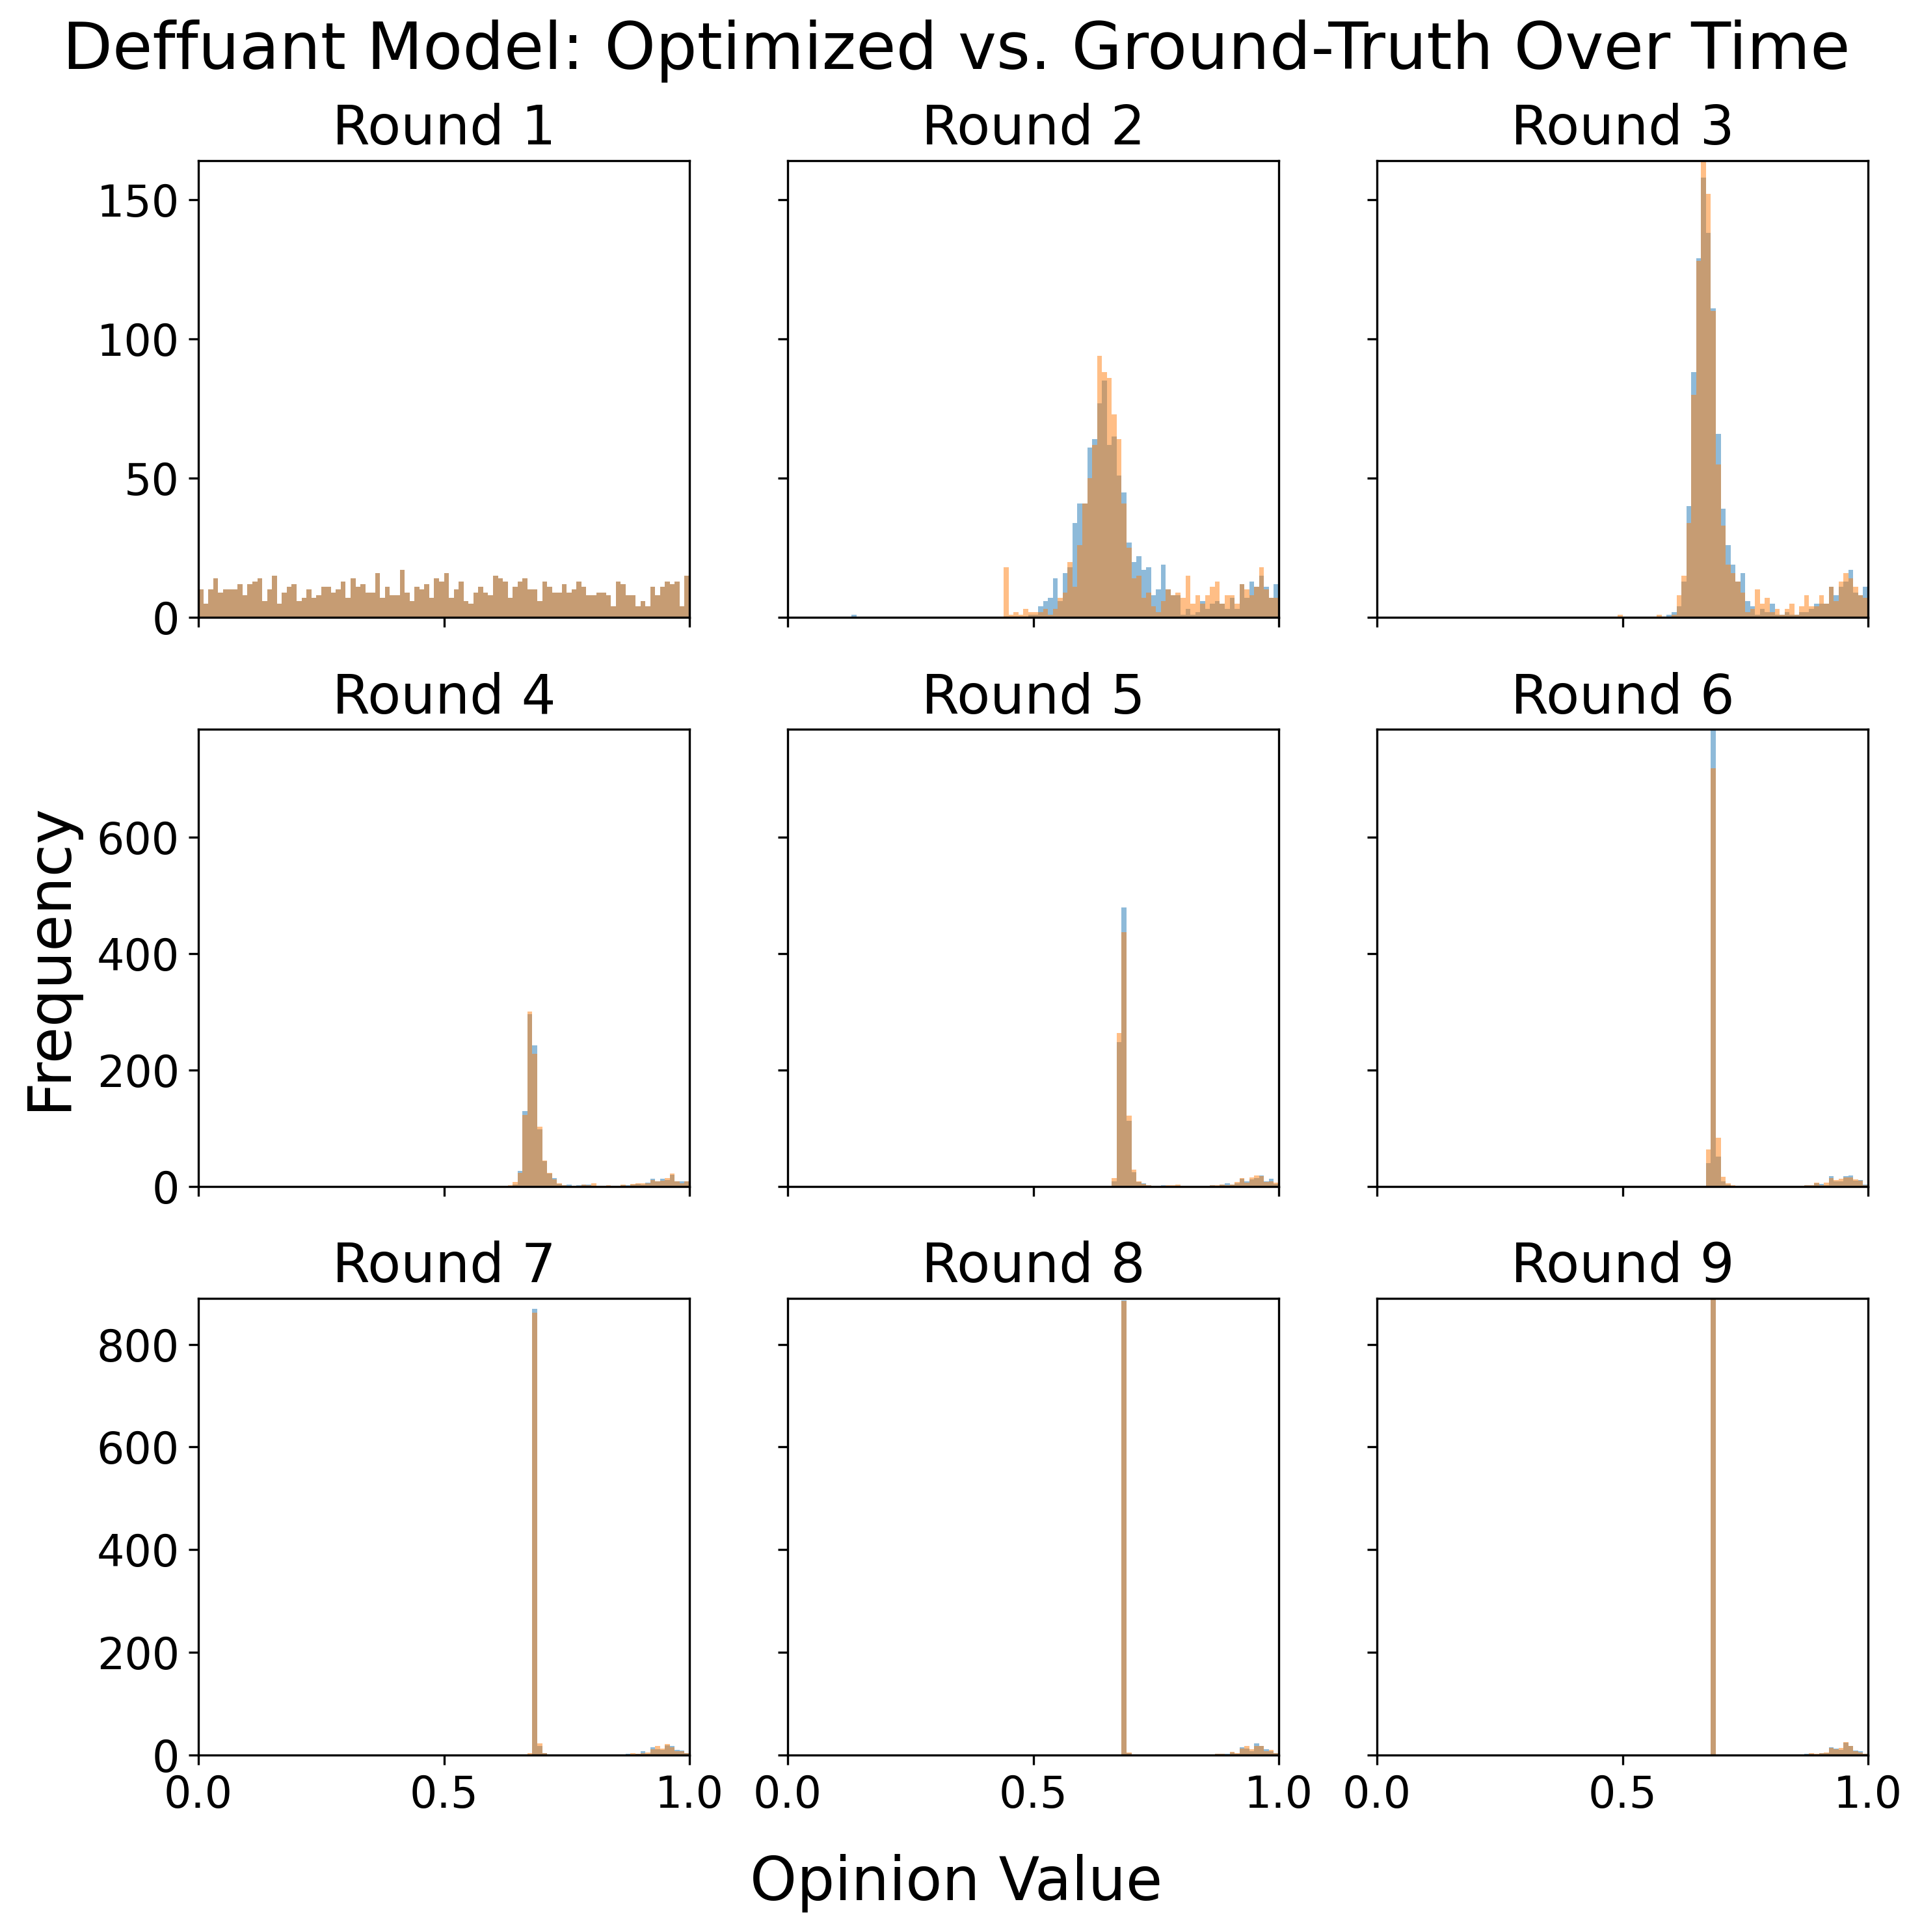 Deffuant Model: Optimized vs. Ground-Truth Over Time
Round 1
Round 2
Round 3
150
100
50
0
Round 4
Round 5
Round 6
Frequency
600
400
200
0
Round 7
Round 8
Round 9
800
600
400
200
0
0.0 0.5 1.0 0.0 0.5 1.0 0.0 0.5 1.0
Opinion Value